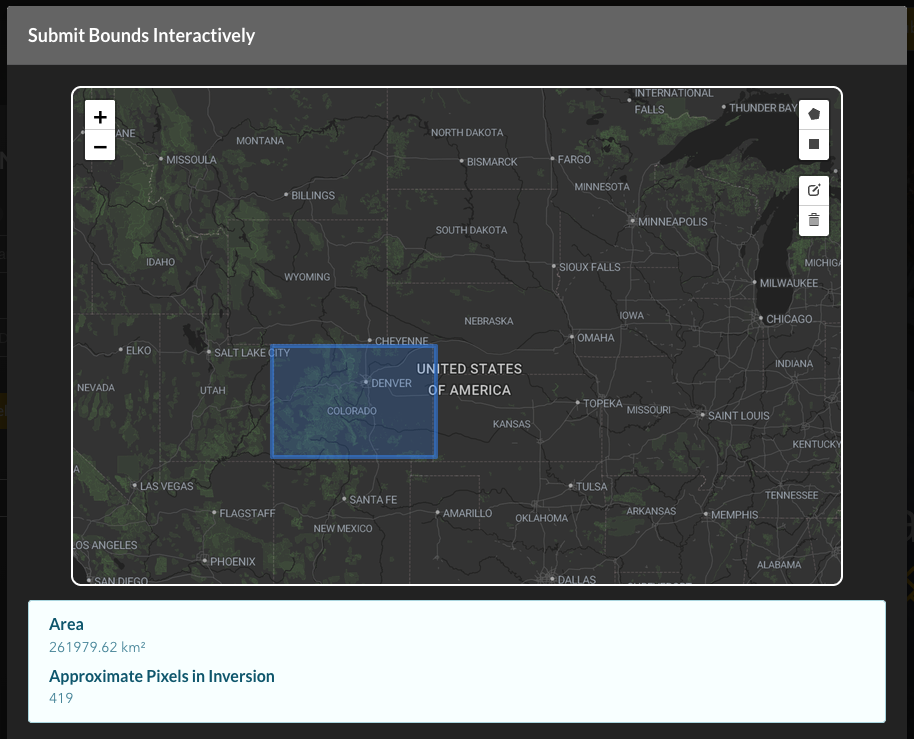 Submit Bounds Interactively
+
−
INTERNATIONAL
FALLS
THUNDER BAY
ANE
MISSOULA
MONTANA
NORTH DAKOTA
BISMARCK
FARGO
BILLINGS
MINNESOTA
MINNEAPOLIS
SOUTH DAKOTA
IDAHO
WYOMING
SIOUX FALLS
MICHIGA
MILWAUKEE
NEBRASKA
IOWA
CHICAGO
CHEYENNE
OMAHA
ELKO
SALT LAKE CITY
UNITED STATES
OF AMERICA
INDIANA
NEVADA
UTAH
DENVER
COLORADO
TOPEKA
MISSOURI
SAINT LOUIS
KANSAS
KENTUCKY
A
LAS VEGAS
TULSA
SANTA FE
TENNESSEE
FLAGSTAFF
AMARILLO
OKLAHOMA
ARKANSAS
MEMPHIS
NEW MEXICO
LOS ANGELES
PHOENIX
ALABAMA
SAN DIEGO
DALLAS
Area
261979.62 km²
Approximate Pixels in Inversion
419